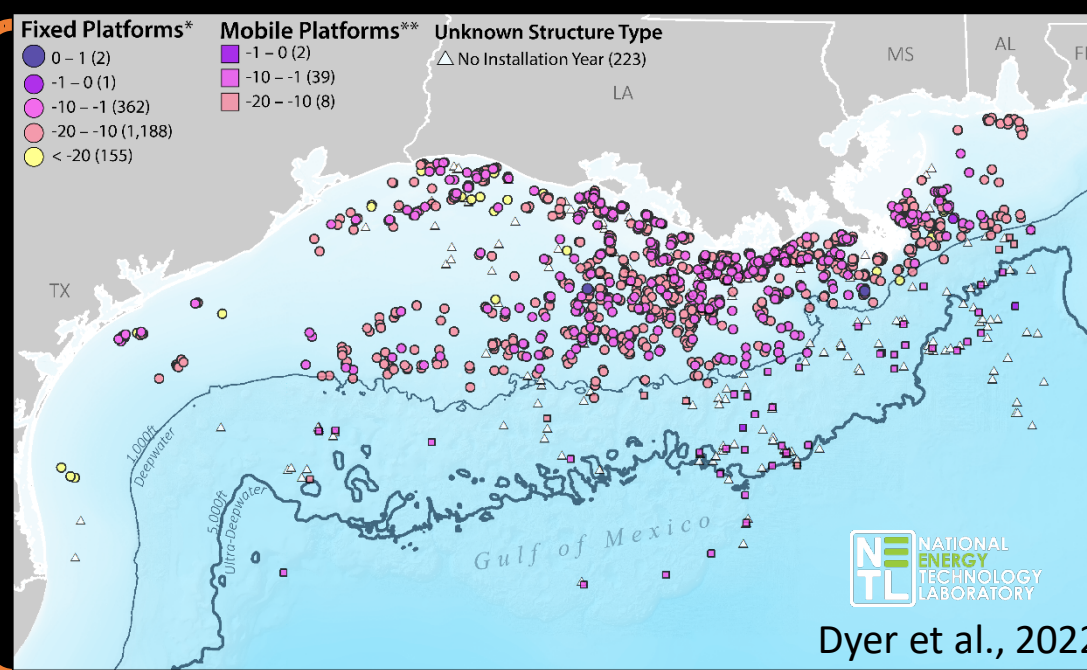 Fixed Platforms*
0 – 1 (2)
-1 – 0 (1)
-10 – -1 (362)
-20 – -10 (1,188)
< -20 (155)
Mobile Platforms**
-1 – 0 (2)
-10 – -1 (39)
-20 – -10 (8)
Unknown Structure Type
No Installation Year (223)
LA
MS
AL
TX
1,000ft
Deepwater
5,000ft
Ultra-Deepwater
Gulf of Mexico
NETL
NATIONAL
ENERGY
TECHNOLOGY
LABORATORY
Dyer et al., 2022